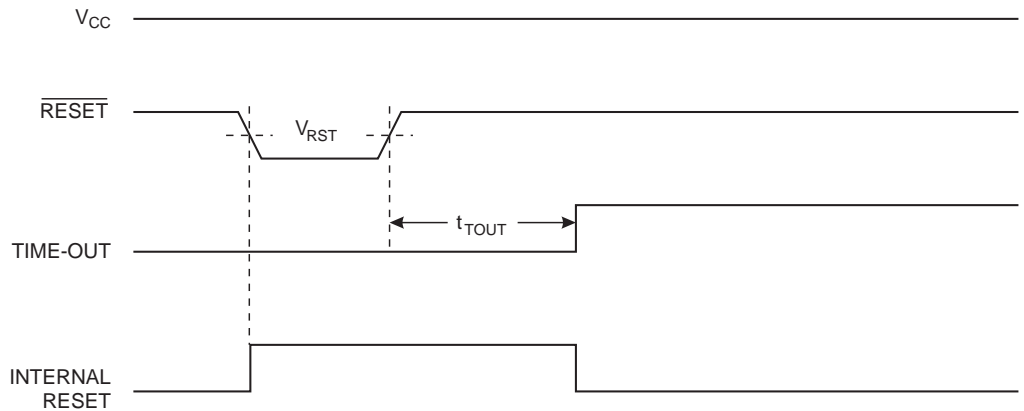 VCC
RESET
VRST
tTOUT
TIME-OUT
INTERNAL
RESET